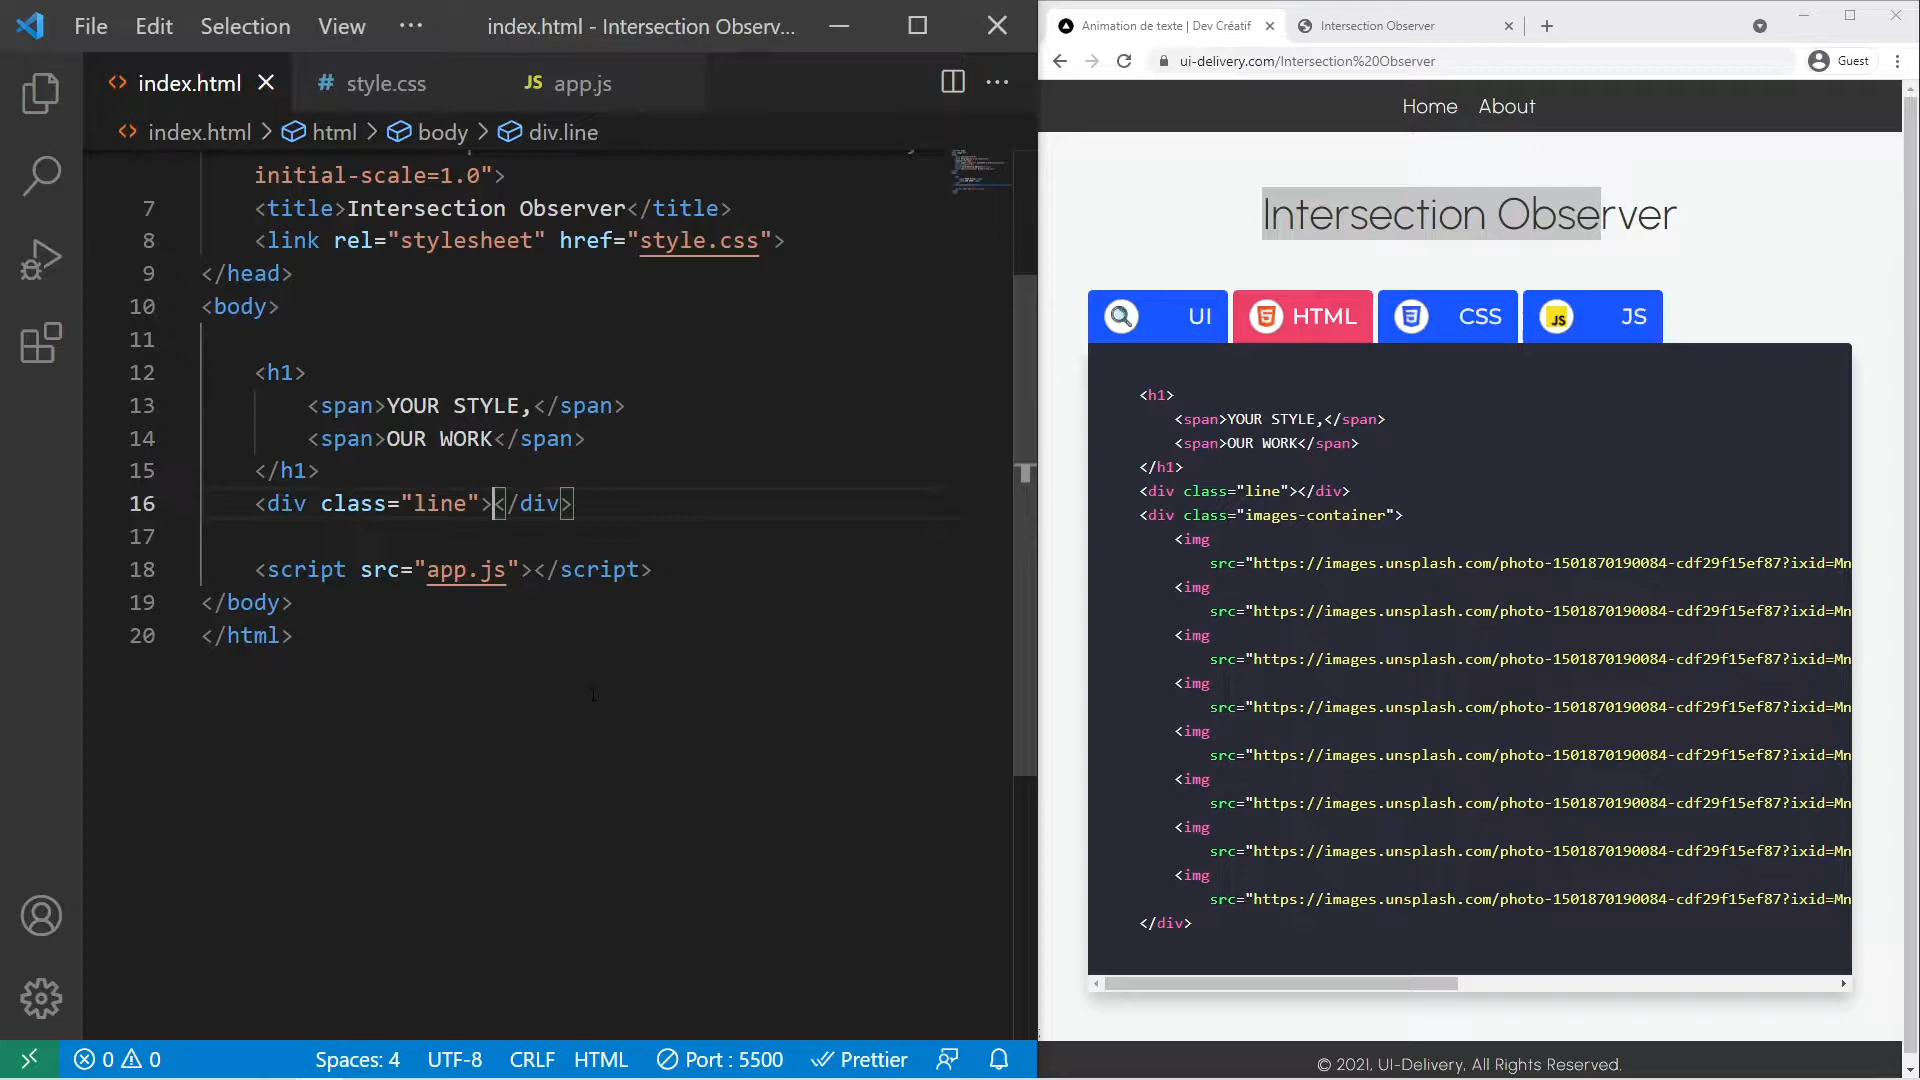 File Edit Selection View ··· index.html - Intersection Observ...
index.html style.css JS app.js
index.html > html > body > div.line
initial-scale=1.0">
7 <title>Intersection Observer</title>
8 <link rel="stylesheet" href="style.css">
9 </head>
10 <body>
11
12 <h1>
13 <span>YOUR STYLE,</span>
14 <span>OUR WORK</span>
15 </h1>
16 <div class="line"></div>
17
18 <script src="app.js"></script>
19 </body>
20 </html>
0 0 Spaces: 4 UTF-8 CRLF HTML Port : 5500 Prettier
Animation de texte | Dev Créatif Intersection Observer
ui-delivery.com/Intersection%20Observer Guest
Home About
Intersection Observer
UI HTML CSS JS JS
<h1>
<span>YOUR STYLE,</span>
<span>OUR WORK</span>
</h1>
<div class="line"></div>
<div class="images-container">
<img
src="https://images.unsplash.com/photo-1501870190084-cdf29f15ef87?ixid=Mn
<img
src="https://images.unsplash.com/photo-1501870190084-cdf29f15ef87?ixid=Mn
<img
src="https://images.unsplash.com/photo-1501870190084-cdf29f15ef87?ixid=Mn
<img
src="https://images.unsplash.com/photo-1501870190084-cdf29f15ef87?ixid=Mn
<img
src="https://images.unsplash.com/photo-1501870190084-cdf29f15ef87?ixid=Mn
<img
src="https://images.unsplash.com/photo-1501870190084-cdf29f15ef87?ixid=Mn
<img
src="https://images.unsplash.com/photo-1501870190084-cdf29f15ef87?ixid=Mn
<img
src="https://images.unsplash.com/photo-1501870190084-cdf29f15ef87?ixid=Mn
</div>
© 2021, UI-Delivery, All Rights Reserved.